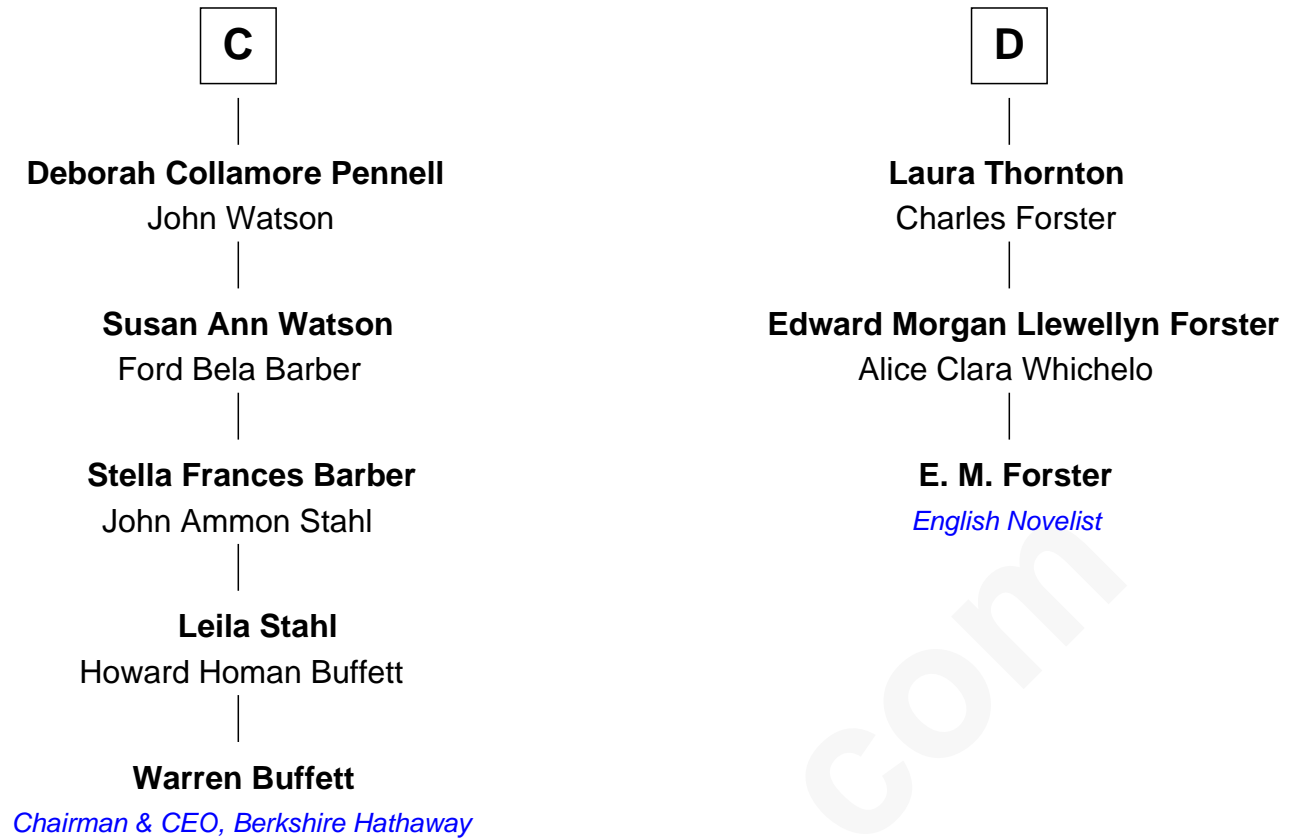 C
Deborah Collamore Pennell
John Watson
Susan Ann Watson
Ford Bela Barber
Stella Frances Barber
John Ammon Stahl
Leila Stahl
Howard Homan Buffett
Warren Buffett
Chairman & CEO, Berkshire Hathaway
D
Laura Thornton
Charles Forster
Edward Morgan Llewellyn Forster
Alice Clara Whichelo
E. M. Forster
English Novelist
com